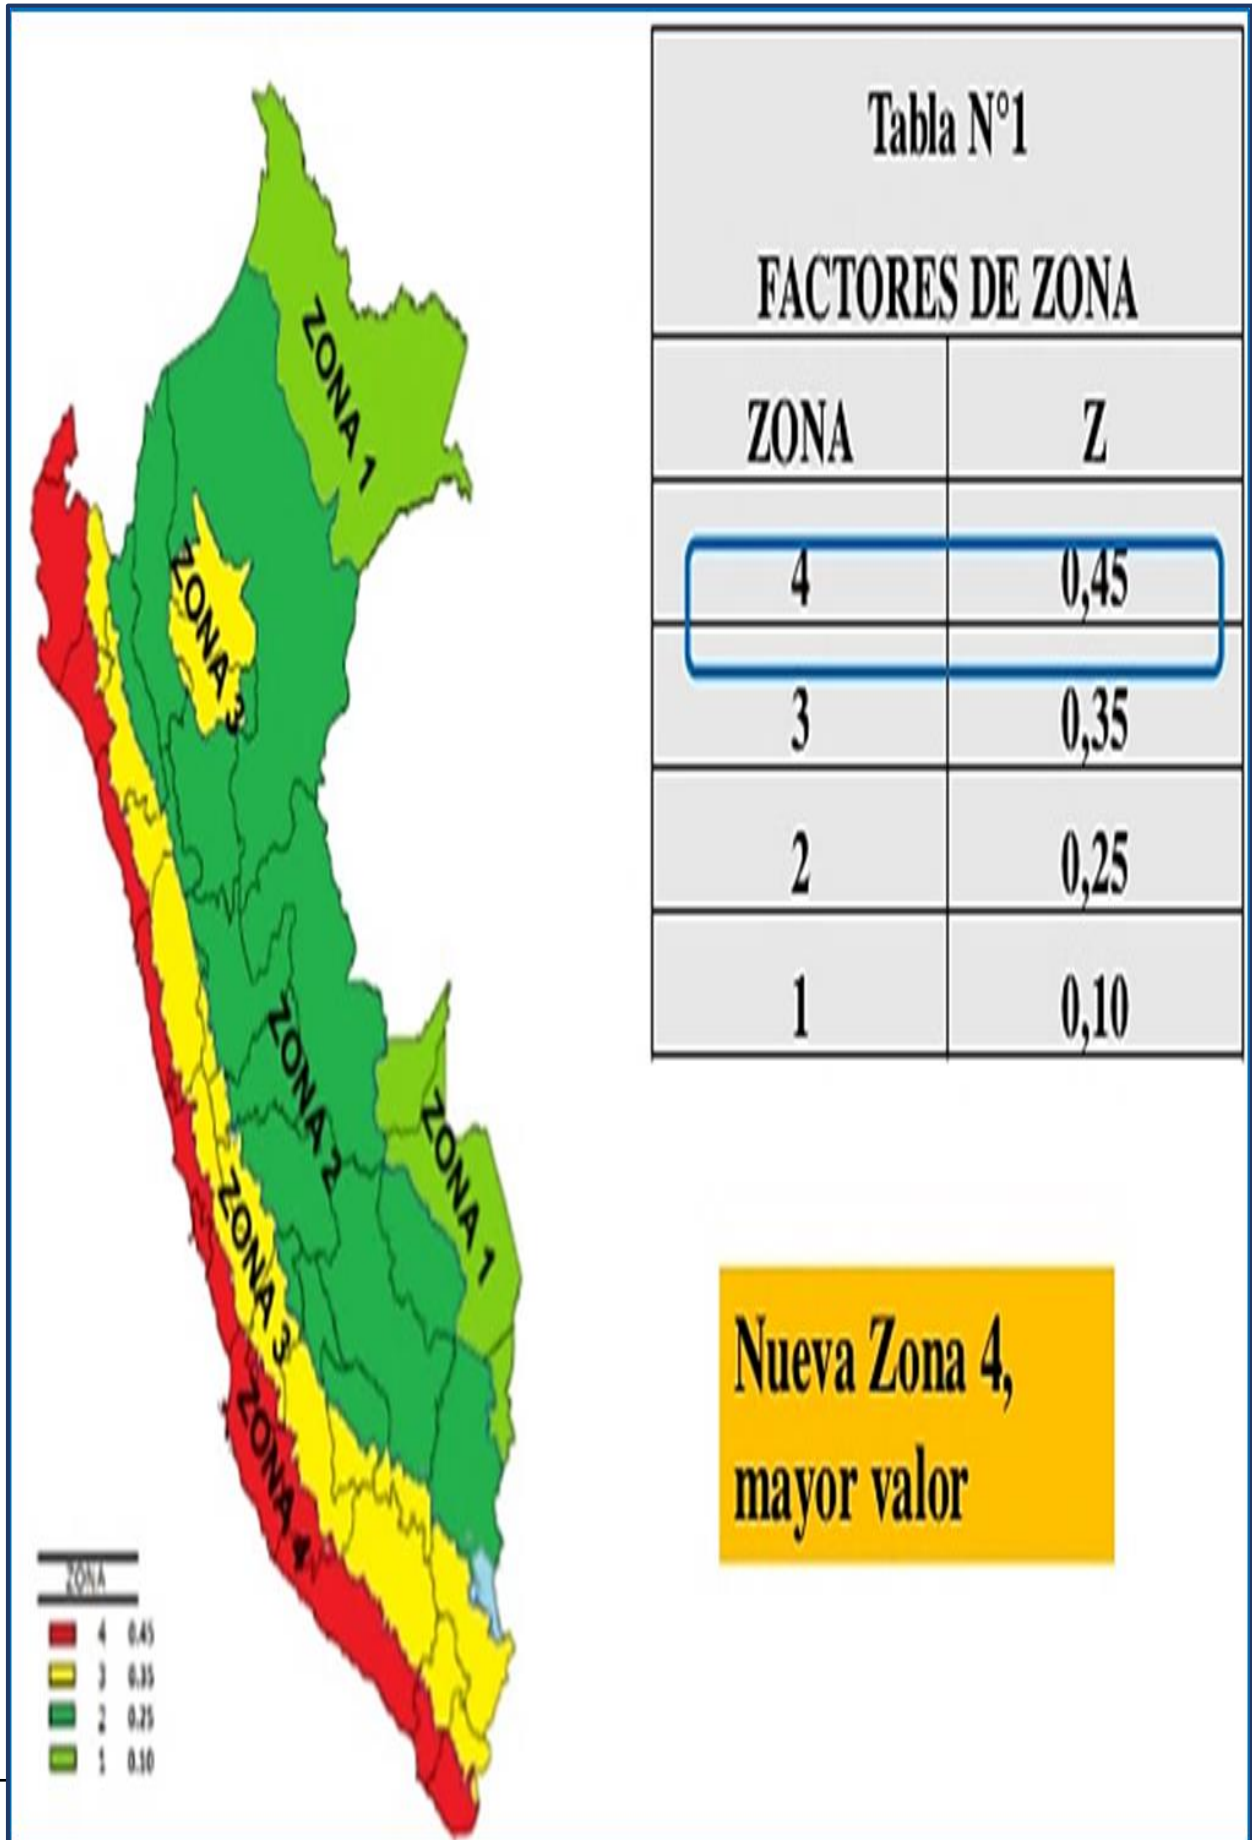 Tabla N°1
FACTORES DE ZONA
ZONA Z
4 0,45
3 0,35
2 0,25
1 0,10
ZONA 1
ZONA 3
ZONA 2
ZONA 1
ZONA 3
ZONA 4
Nueva Zona 4,
mayor valor
ZONA
4 0.45
3 0.35
2 0.25
1 0.10